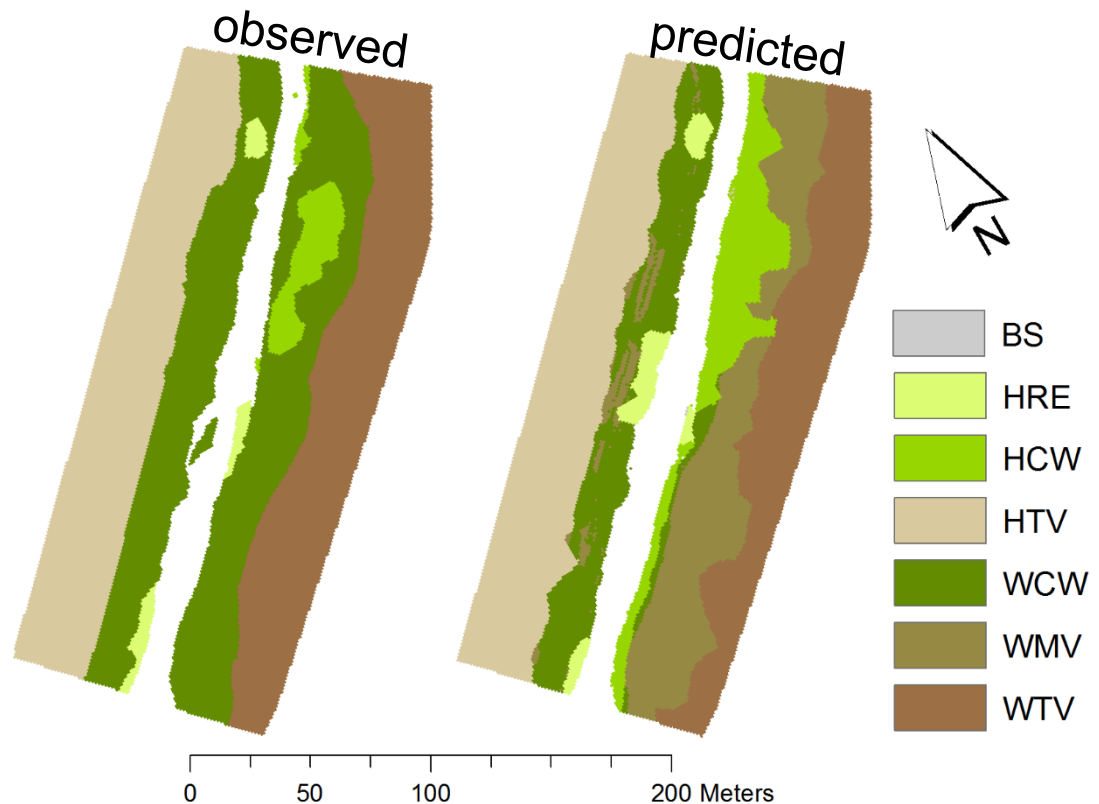 observed
predicted
N
BS
HRE
HCW
HTV
WCW
WMV
WTV
0 50 100 200 Meters